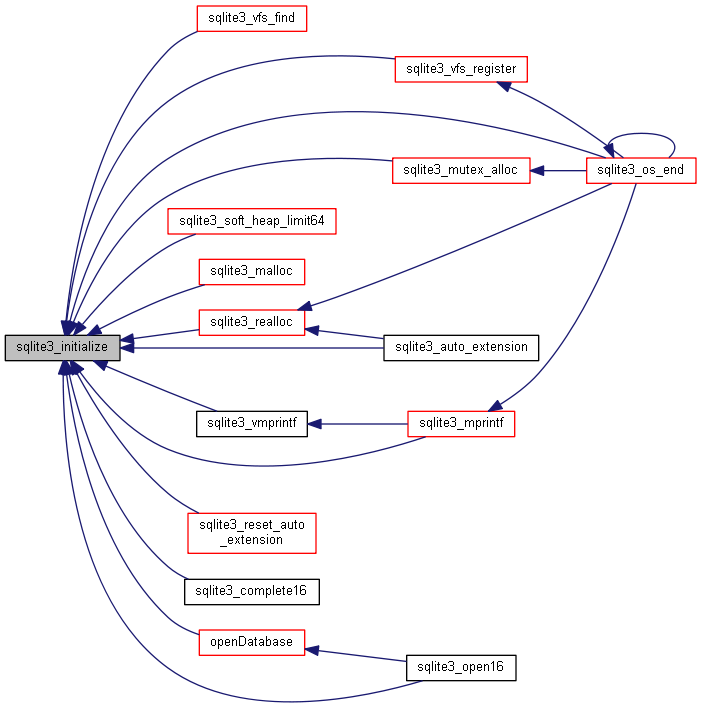 sqlite3_vfs_find
sqlite3_vfs_register
sqlite3_mutex_alloc
sqlite3_os_end
sqlite3_soft_heap_limit64
sqlite3_malloc
sqlite3_realloc
sqlite3_initialize
sqlite3_auto_extension
sqlite3_vmprintf
sqlite3_mprintf
sqlite3_reset_auto
_extension
sqlite3_complete16
openDatabase
sqlite3_open16